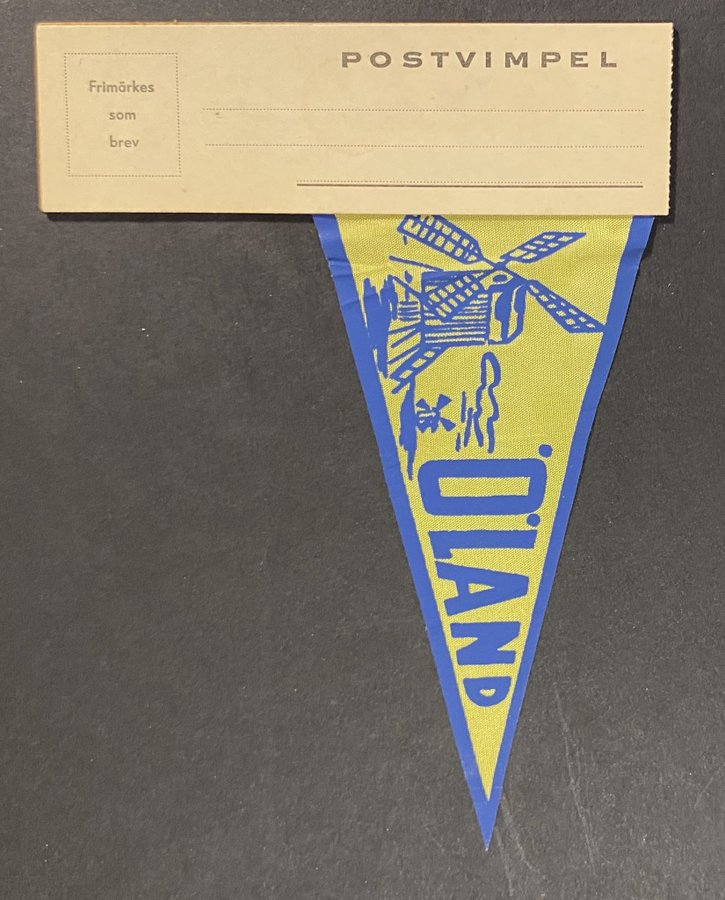 POSTVIMPEL
Frimärkes
som
brev
ÖLAND